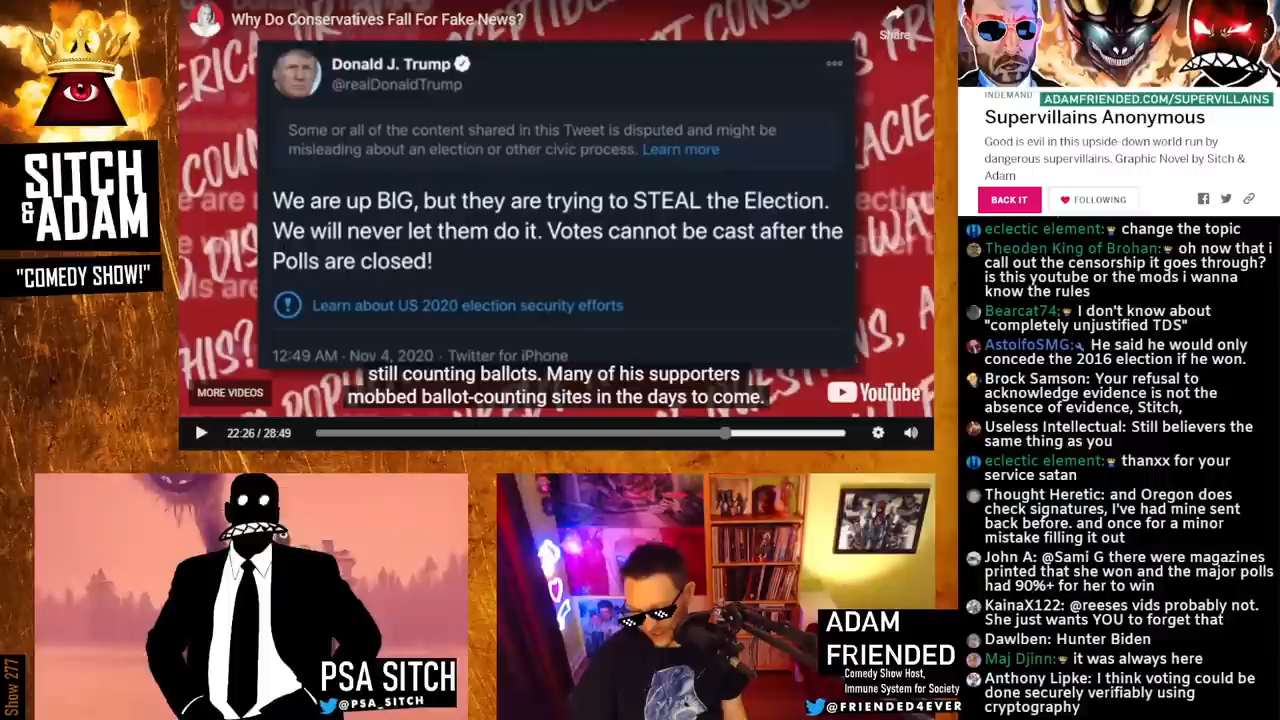 Why Do Conservatives Fall For Fake News?
Share
Donald J. Trump
@realDonaldTrump
Some or all of the content shared in this Tweet is disputed and might be
misleading about an election or other civic process. Learn more
We are up BIG, but they are trying to STEAL the Election.
We will never let them do it. Votes cannot be cast after the
Polls are closed!
Learn about US 2020 election security efforts
12:49 AM · Nov 4, 2020 · Twitter for iPhone
still counting ballots. Many of his supporters
mobbed ballot-counting sites in the days to come.
MORE VIDEOS
YouTube
22:26 / 28:49
SITCH
& ADAM
"COMEDY SHOW!"
Show 277
PSA SITCH
@PSA_SITCH
ADAM
FRIENDED
Comedy Show Host,
Immune System for Society
@FRIENDED4EVER
INDEMAND
ADAMFRIENDED.COM/SUPERVILLAINS
Supervillains Anonymous
Good is evil in this upside-down world run by
dangerous supervillains. Graphic Novel by Sitch &
Adam
BACK IT
FOLLOWING
eclectic element: change the topic
Theoden King of Brohan: oh now that i
call out the censorship it goes through?
is this youtube or the mods i wanna
know the rules
Bearcat74: I don't know about
"completely unjustified TDS"
AstolfoSMG: He said he would only
concede the 2016 election if he won.
Brock Samson: Your refusal to
acknowledge evidence is not the
absence of evidence, Stitch,
Useless Intellectual: Still believers the
same thing as you
eclectic element: thanxx for your
service satan
Thought Heretic: and Oregon does
check signatures, I've had mine sent
back before. and once for a minor
mistake filling it out
John A: @Sami G there were magazines
printed that she won and the major polls
had 90%+ for her to win
KainaX122: @reeses vids probably not.
She just wants YOU to forget that
Dawlben: Hunter Biden
Maj Djinn: it was always here
Anthony Lipke: I think voting could be
done securely verifiably using
cryptography